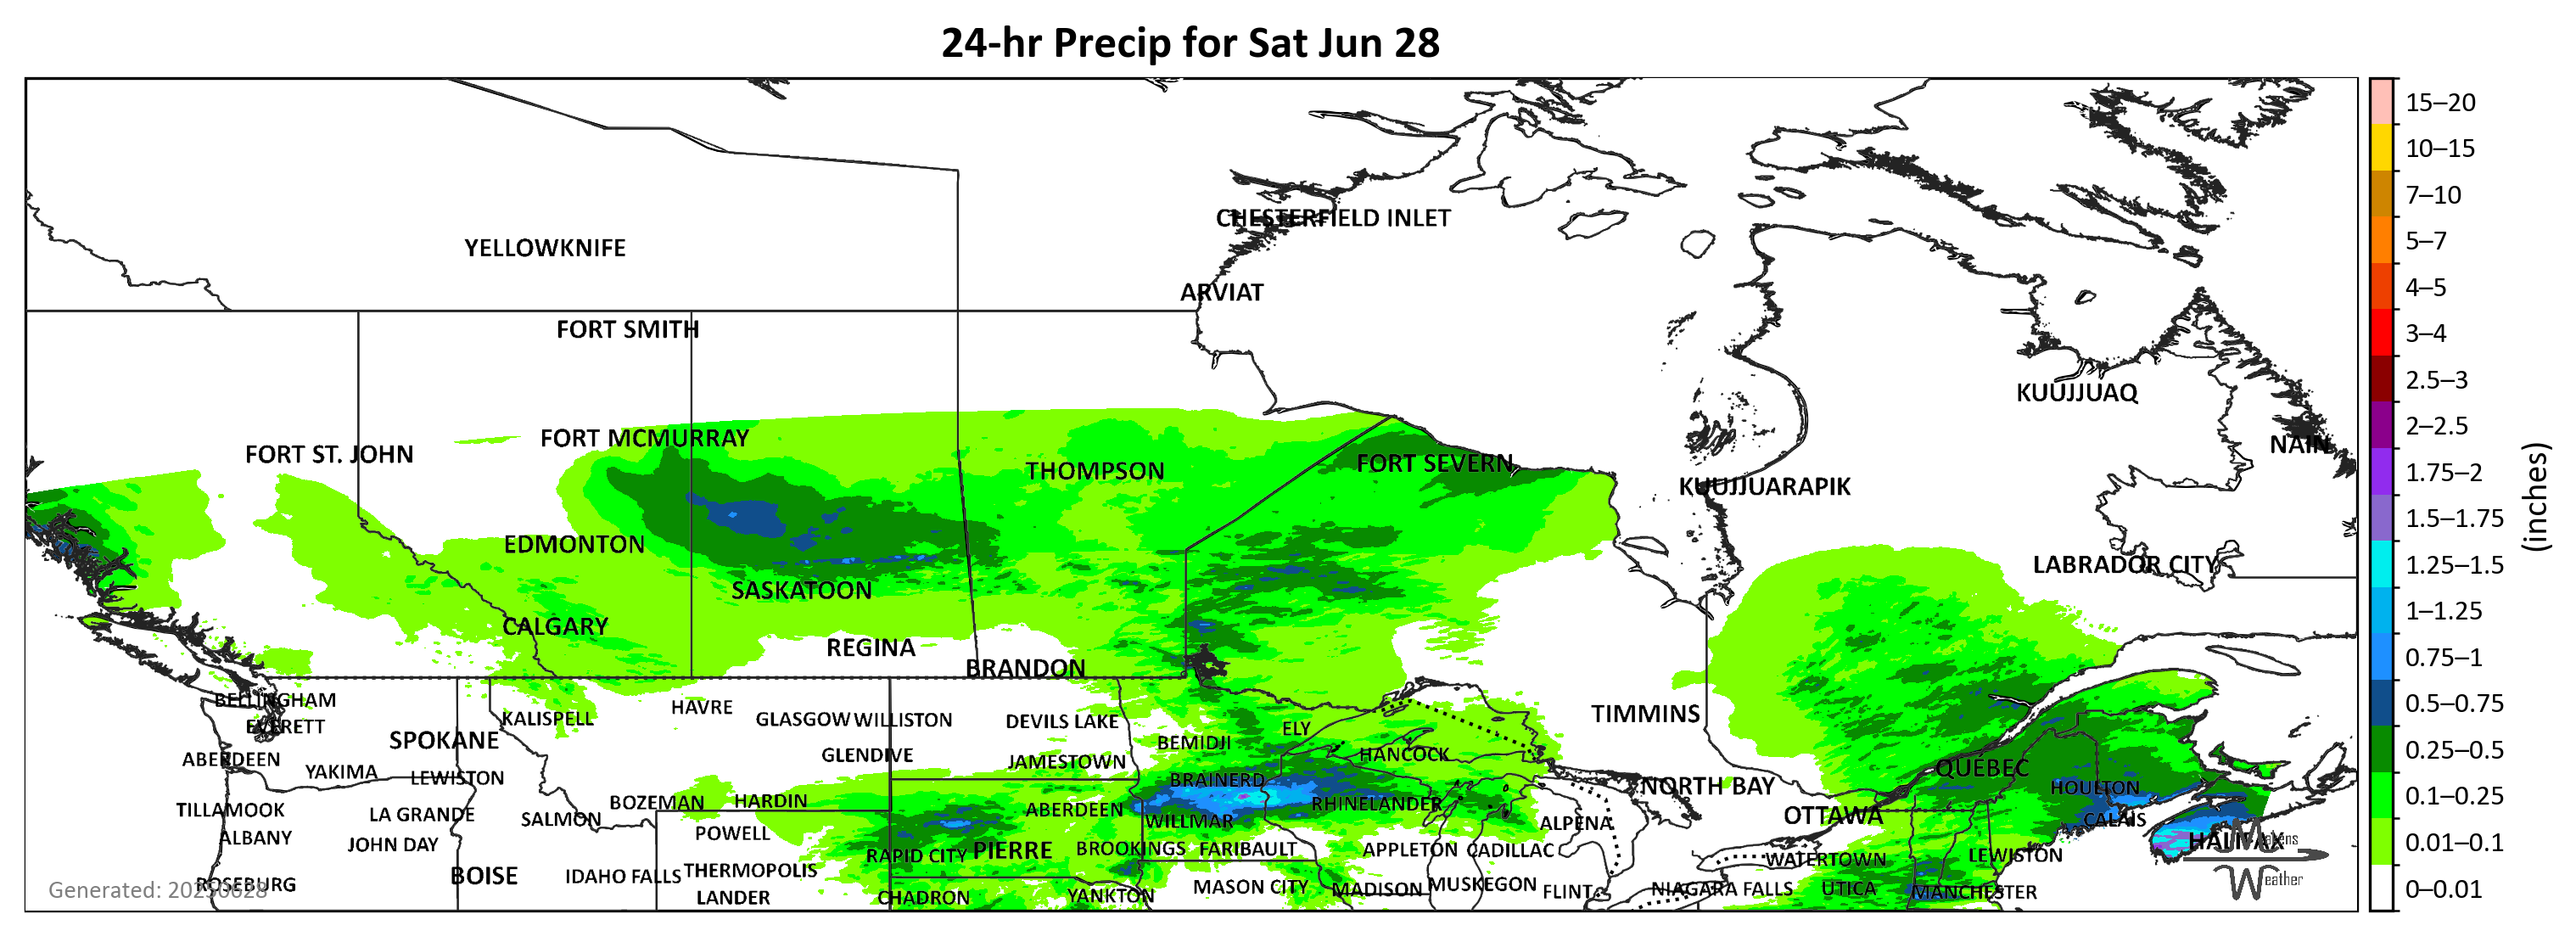 24-hr Precip for Sat Jun 28
15–20
10–15
7–10
5–7
4–5
3–4
2.5–3
2–2.5
1.75–2
1.5–1.75
1.25–1.5
1–1.25
0.75–1
0.5–0.75
0.25–0.5
0.1–0.25
0.01–0.1
0–0.01
(inches)
CHESTERFIELD INLET
YELLOWKNIFE
ARVIAT
FORT SMITH
KUUJJUAQ
FORT MCMURRAY
NAIN
FORT ST. JOHN
FORT SEVERN
THOMPSON
KUUJJUARAPIK
EDMONTON
LABRADOR CITY
SASKATOON
CALGARY
REGINA
BRANDON
BELLINGHAM
HAVRE
TIMMINS
KALISPELL
GLASGOW WILLISTON
DEVILS LAKE
EVERETT
ELY
SPOKANE
BEMIDJI
GLENDIVE
HANCOCK
ABERDEEN
JAMESTOWN
QUEBEC
YAKIMA
LEWISTON
BRAINERD
NORTH BAY
HOULTON
BOZEMAN
HARDIN
RHINELANDER
TILLAMOOK
LA GRANDE
ABERDEEN
SALMON
WILLMAR
OTTAWA
CALAIS
ALPENA
ALBANY
POWELL
HALIFAX
JOHN DAY
RAPID CITY
PIERRE
BROOKINGS
FARIBAULT
APPLETON
CADILLAC
LEWISTON
WATERTOWN
THERMOPOLIS
BOISE
IDAHO FALLS
ROSEBURG
MASON CITY
MADISON
MUSKEGON
FLINT
NIAGARA FALLS
UTICA
MANCHESTER
LANDER
CHADRON
YANKTON
Weather